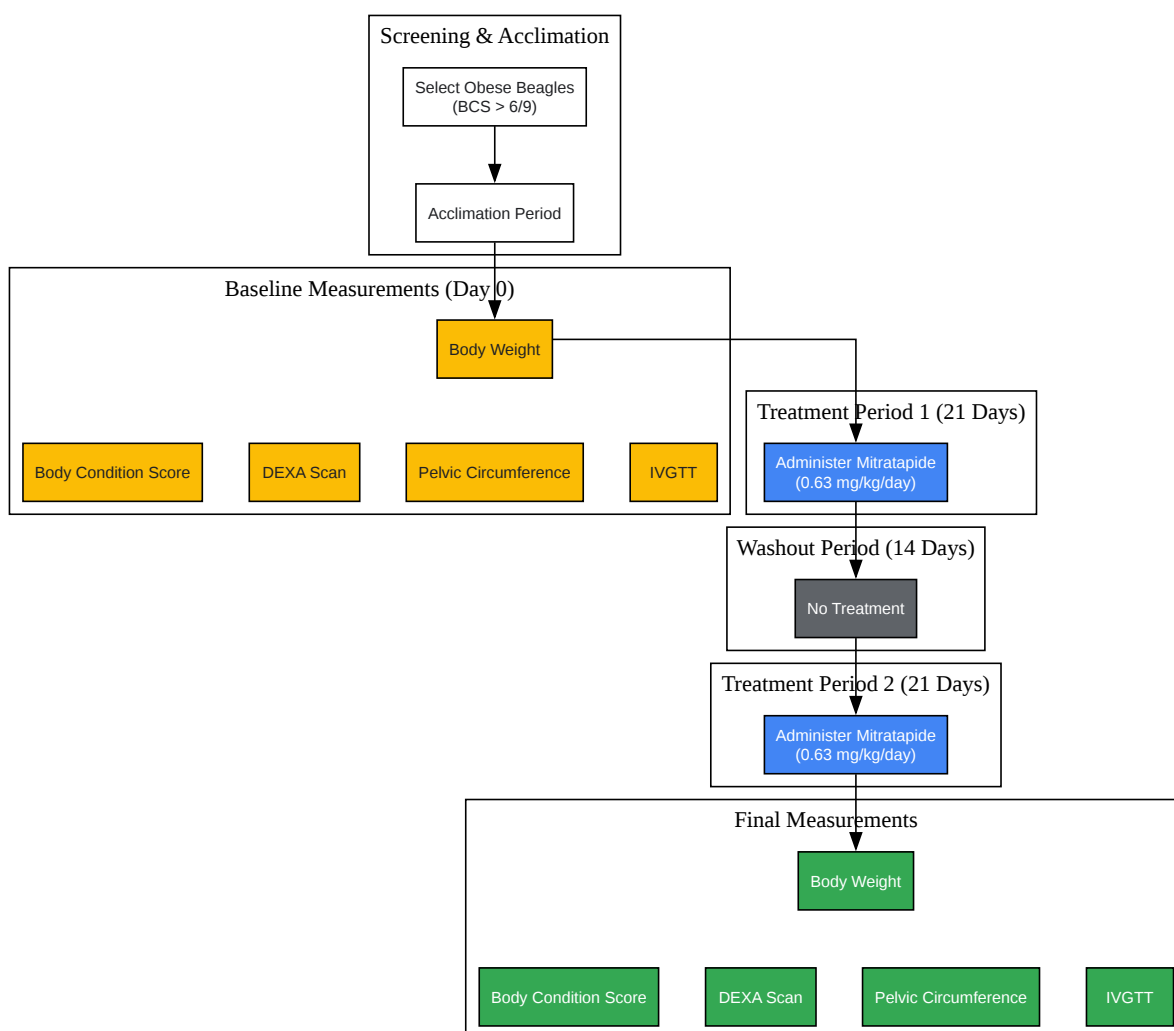 Screening & Acclimation
Select Obese Beagles
(BCS > 6/9)
Acclimation Period
Baseline Measurements (Day 0)
Body Weight
Body Condition Score
DEXA Scan
Pelvic Circumference
IVGTT
Treatment Period 1 (21 Days)
Administer Mitratapide
(0.63 mg/kg/day)
Washout Period (14 Days)
No Treatment
Treatment Period 2 (21 Days)
Administer Mitratapide
(0.63 mg/kg/day)
Final Measurements
Body Weight
Body Condition Score
DEXA Scan
Pelvic Circumference
IVGTT